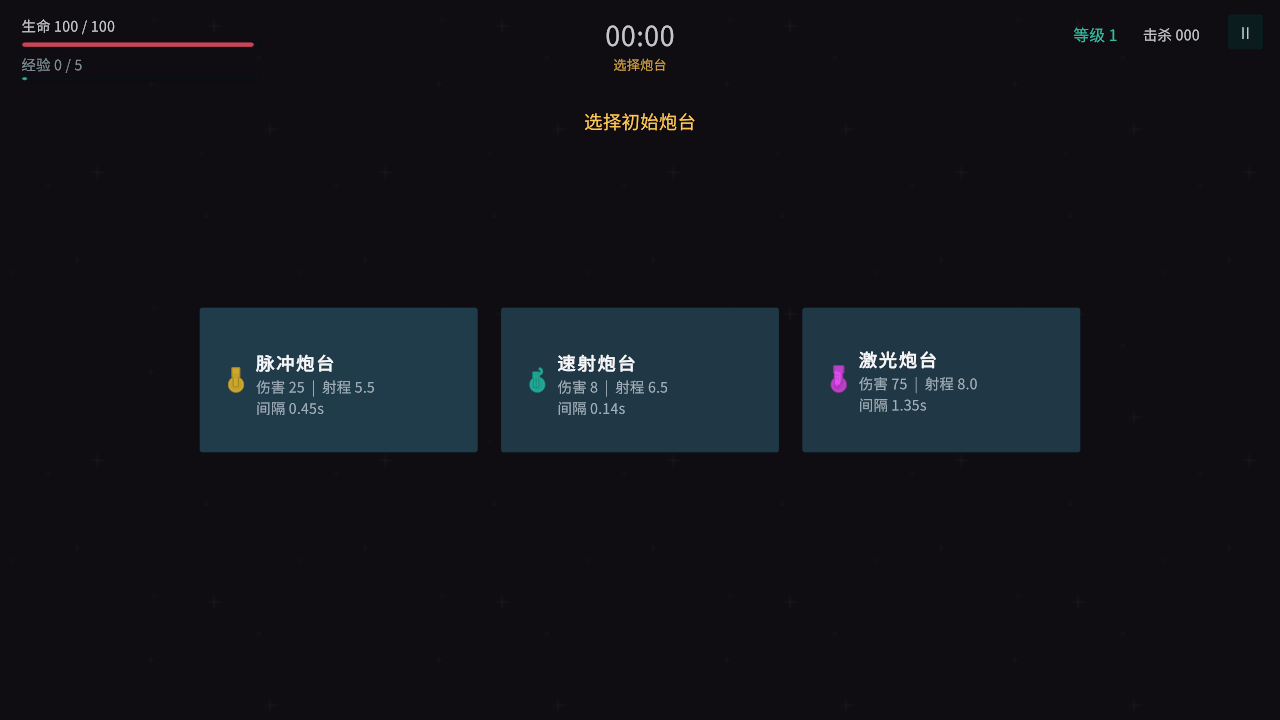 生命 100 / 100
经验 0 / 5
00:00
选择炮台
等级 1
击杀 000
选择初始炮台
脉冲炮台
伤害 25｜射程 5.5
间隔 0.45s
速射炮台
伤害 8｜射程 6.5
间隔 0.14s
激光炮台
伤害 75｜射程 8.0
间隔 1.35s